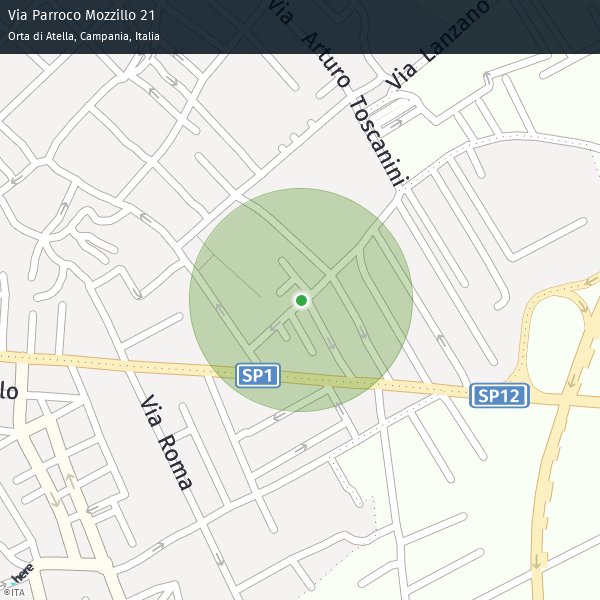 Via Parroco Mozzillo 21
Orta di Atella, Campania, Italia
Via Arturo Toscanini
Via Lanzano
SP1
SP12
lo
Via Roma
here
©ITA